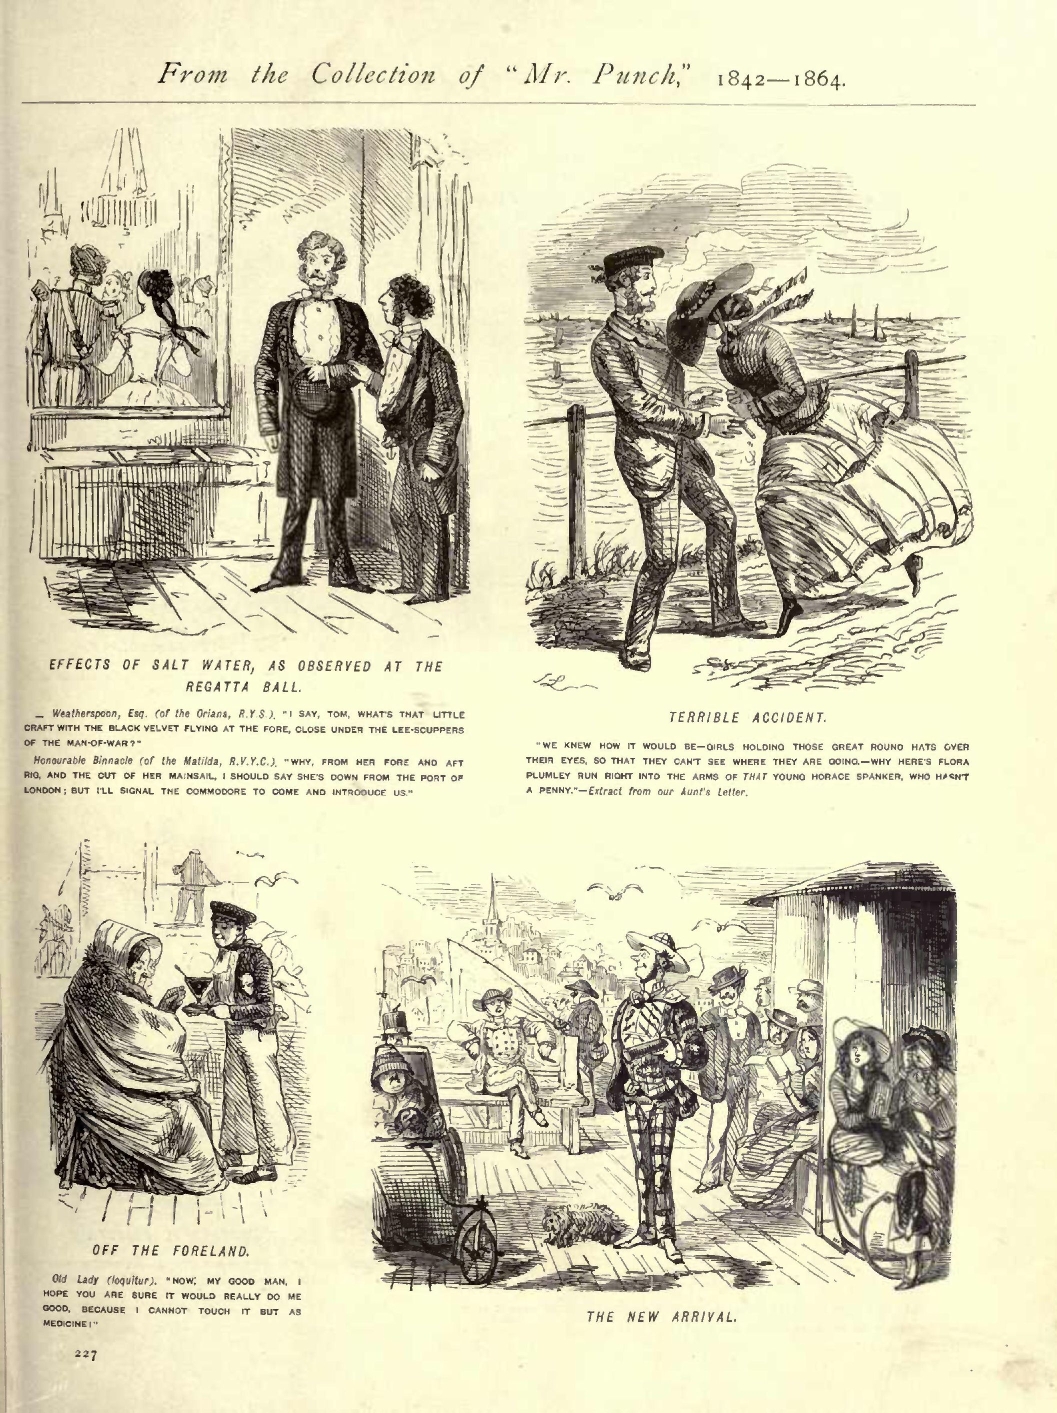 From the Collection of "Mr. Punch," 1842—1864.
EFFECTS OF SALT WATER, AS OBSERVED AT THE
REGATTA BALL.
_ Weatherspoon, Esq. (of the Orians, R.Y.S.). "I SAY, TOM, WHAT'S THAT LITTLE
CRAFT WITH THE BLACK VELVET FLYING AT THE FORE, CLOSE UNDER THE LEE-SCUPPERS
OF THE MAN-OF-WAR?"
Honourable Binnacle (of the Matilda, R.V.Y.C.). "WHY, FROM HER FORE AND AFT
RIG, AND THE CUT OF HER MAINSAIL, I SHOULD SAY SHE'S DOWN FROM THE PORT OF
LONDON; BUT I'LL SIGNAL THE COMMODORE TO COME AND INTRODUCE US."
TERRIBLE ACCIDENT.
"WE KNEW HOW IT WOULD BE—GIRLS HOLDING THOSE GREAT ROUND HATS OVER
THEIR EYES, SO THAT THEY CAN'T SEE WHERE THEY ARE GOING.—WHY HERE'S FLORA
PLUMLEY RUN RIGHT INTO THE ARMS OF THAT YOUNG HORACE SPANKER, WHO HASN'T
A PENNY."—Extract from our Aunt's Letter.
OFF THE FORELAND.
Old Lady (loquitur). "NOW, MY GOOD MAN, I
HOPE YOU ARE SURE IT WOULD REALLY DO ME
GOOD, BECAUSE I CANNOT TOUCH IT BUT AS
MEDICINE!"
THE NEW ARRIVAL.
227